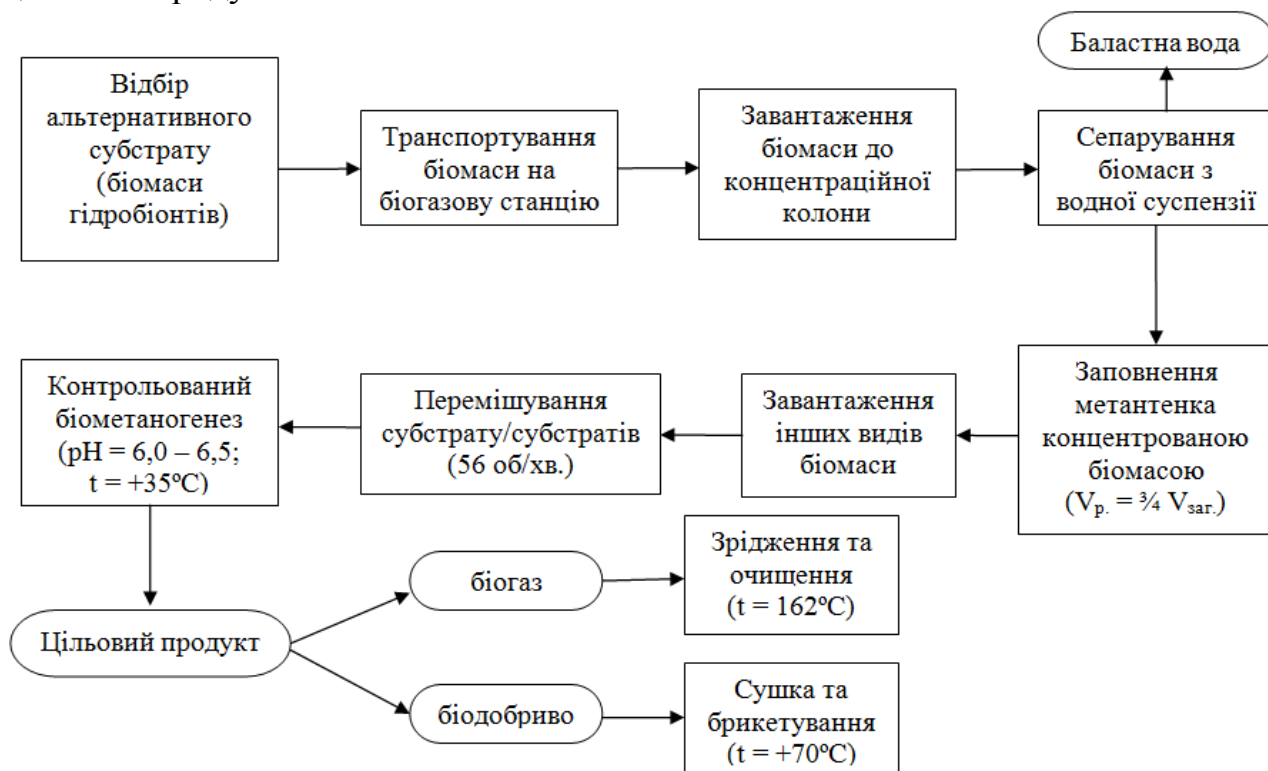 Баластна вода
Відбір
альтернативного
субстрату
(біомаси
гідробіонтів)
Транспортування
біомаси на
біогазову станцію
Завантаження
біомаси до
концентраційної
колони
Сепарування
біомаси з
водної суспензії
Контрольований
біометаногенез
(pH = 6,0 – 6,5;
t = +35ºC)
Перемішування
субстрату/субстратів
(56 об/хв.)
Завантаження
інших видів
біомаси
Заповнення
метантенка
концентрованою
біомасою
(Vр. = ¾ Vзаг.)
Цільовий продукт
біогаз
Зрідження та
очищення
(t = 162ºC)
біодобриво
Сушка та
брикетування
(t = +70ºC)